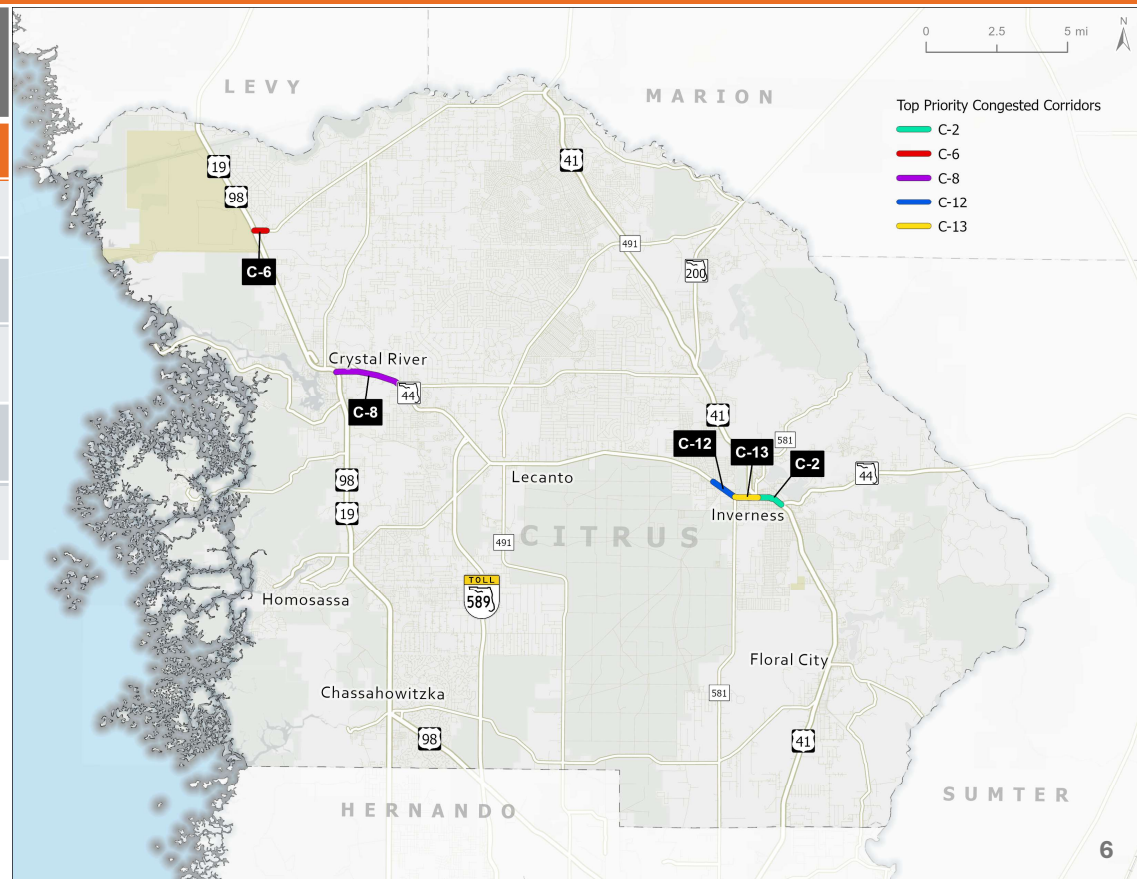 0 2.5 5 mi
N
LEVY
MARION
Top Priority Congested Corridors
C-2
C-6
C-8
C-12
C-13
19
41
98
491
200
C-6
Crystal River
44
C-8
41
C-12
C-13
581
C-2
44
98
Lecanto
19
Inverness
CITRUS
491
TOLL
589
Homosassa
Floral City
581
Chassahowitzka
98
41
HERNANDO
SUMTER
6